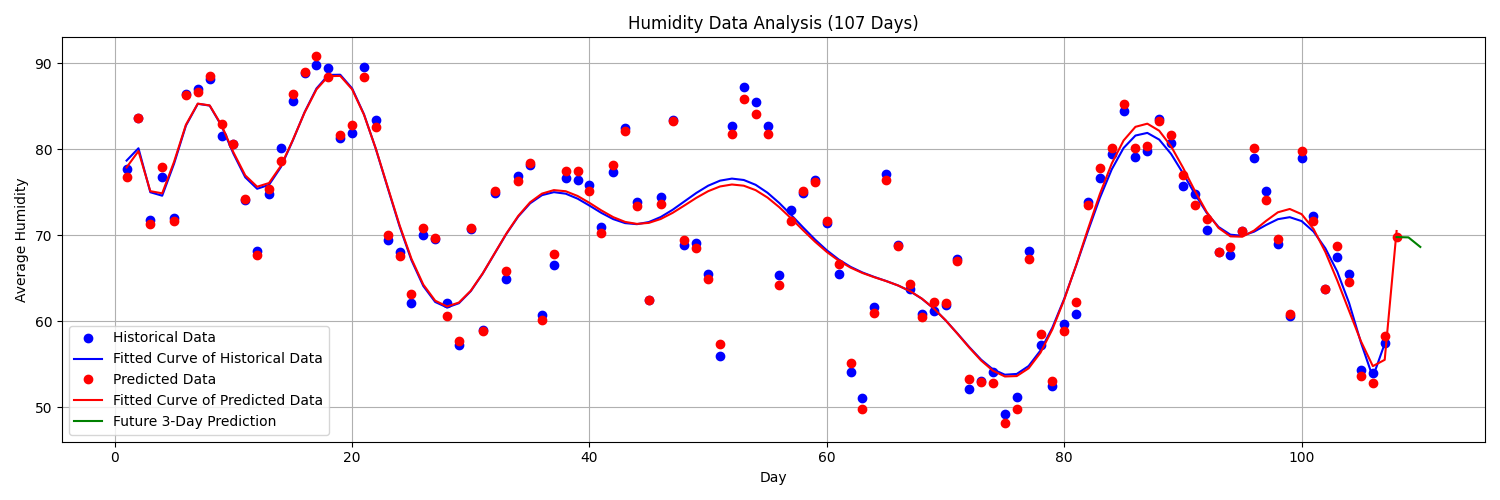 Humidity Data Analysis (107 Days)
Average Humidity
90
80
70
60
50
Historical Data
Fitted Curve of Historical Data
Predicted Data
Fitted Curve of Predicted Data
Future 3-Day Prediction
0 20 40 60 80 100
Day